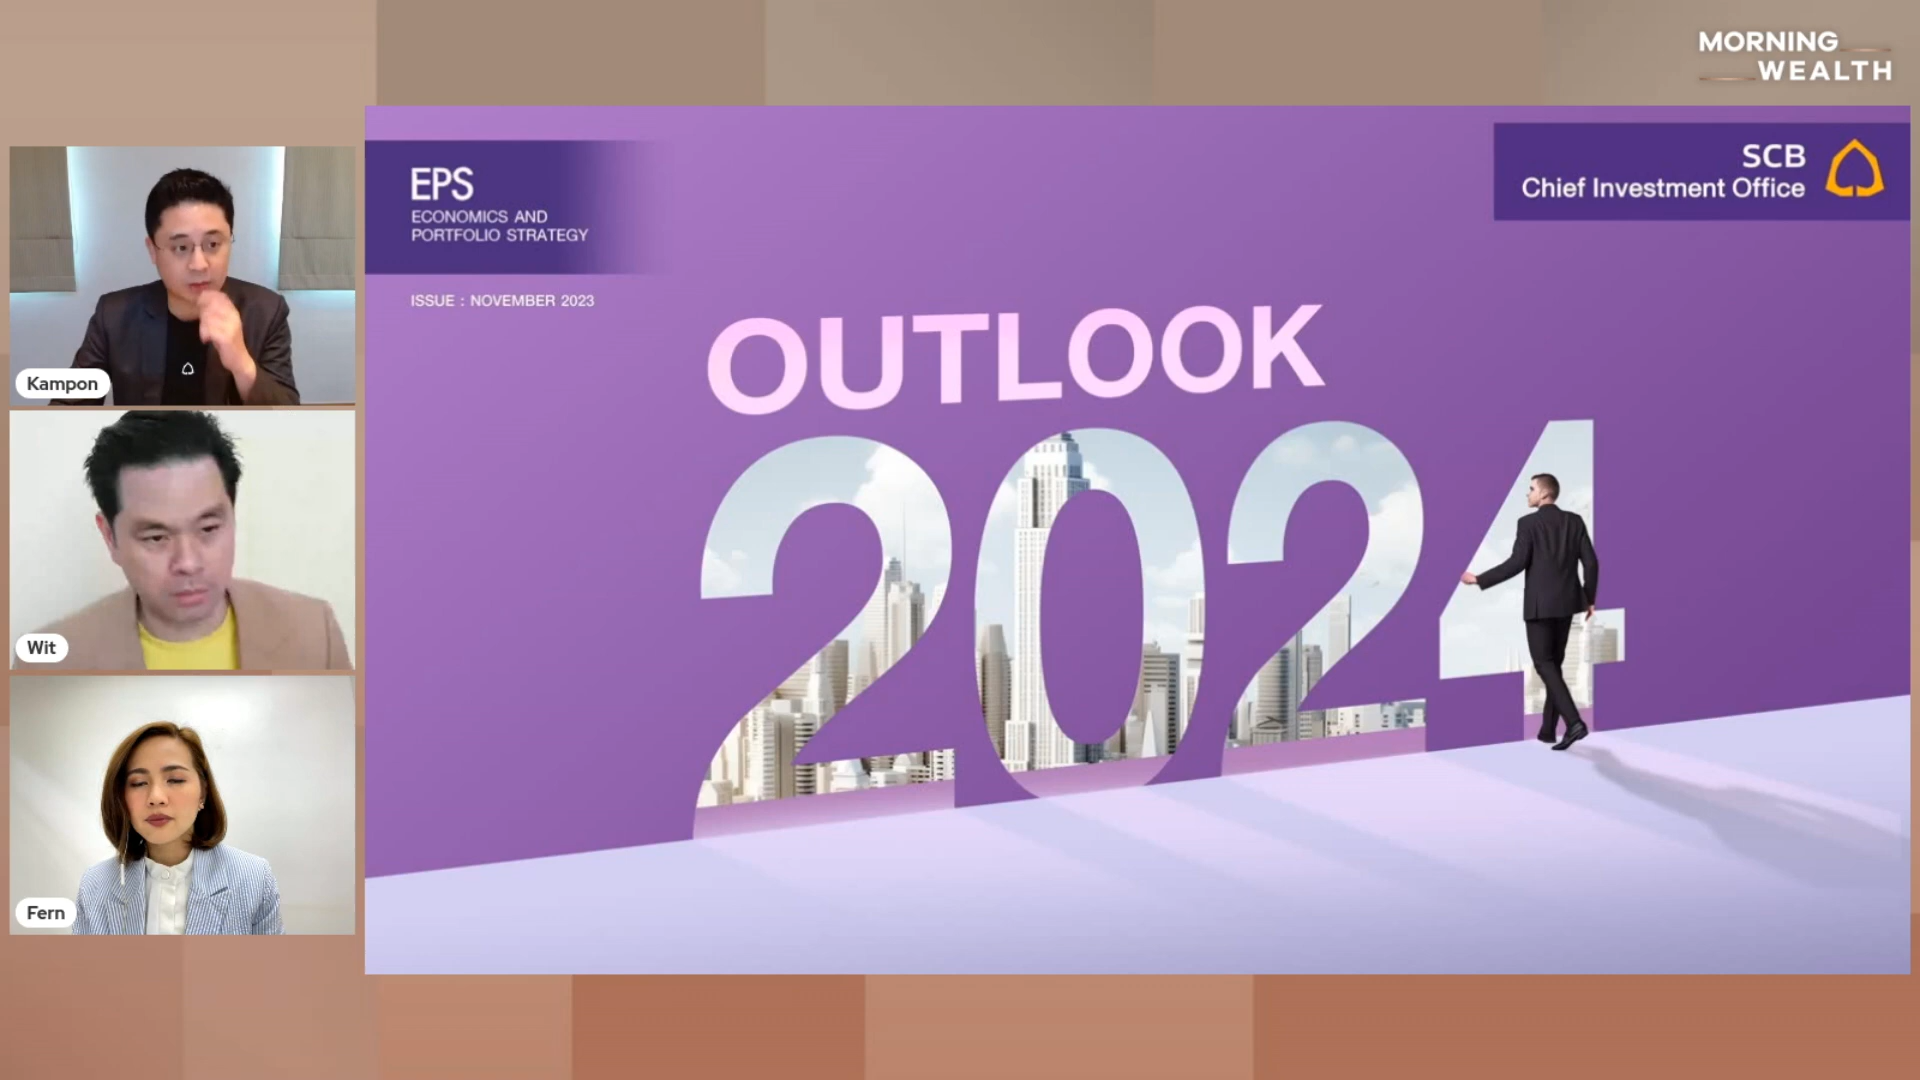 MORNING
WEALTH
EPS
ECONOMICS AND
PORTFOLIO STRATEGY
ISSUE : NOVEMBER 2023
SCB
Chief Investment Office
OUTLOOK
2024
Kampon
Wit
Fern